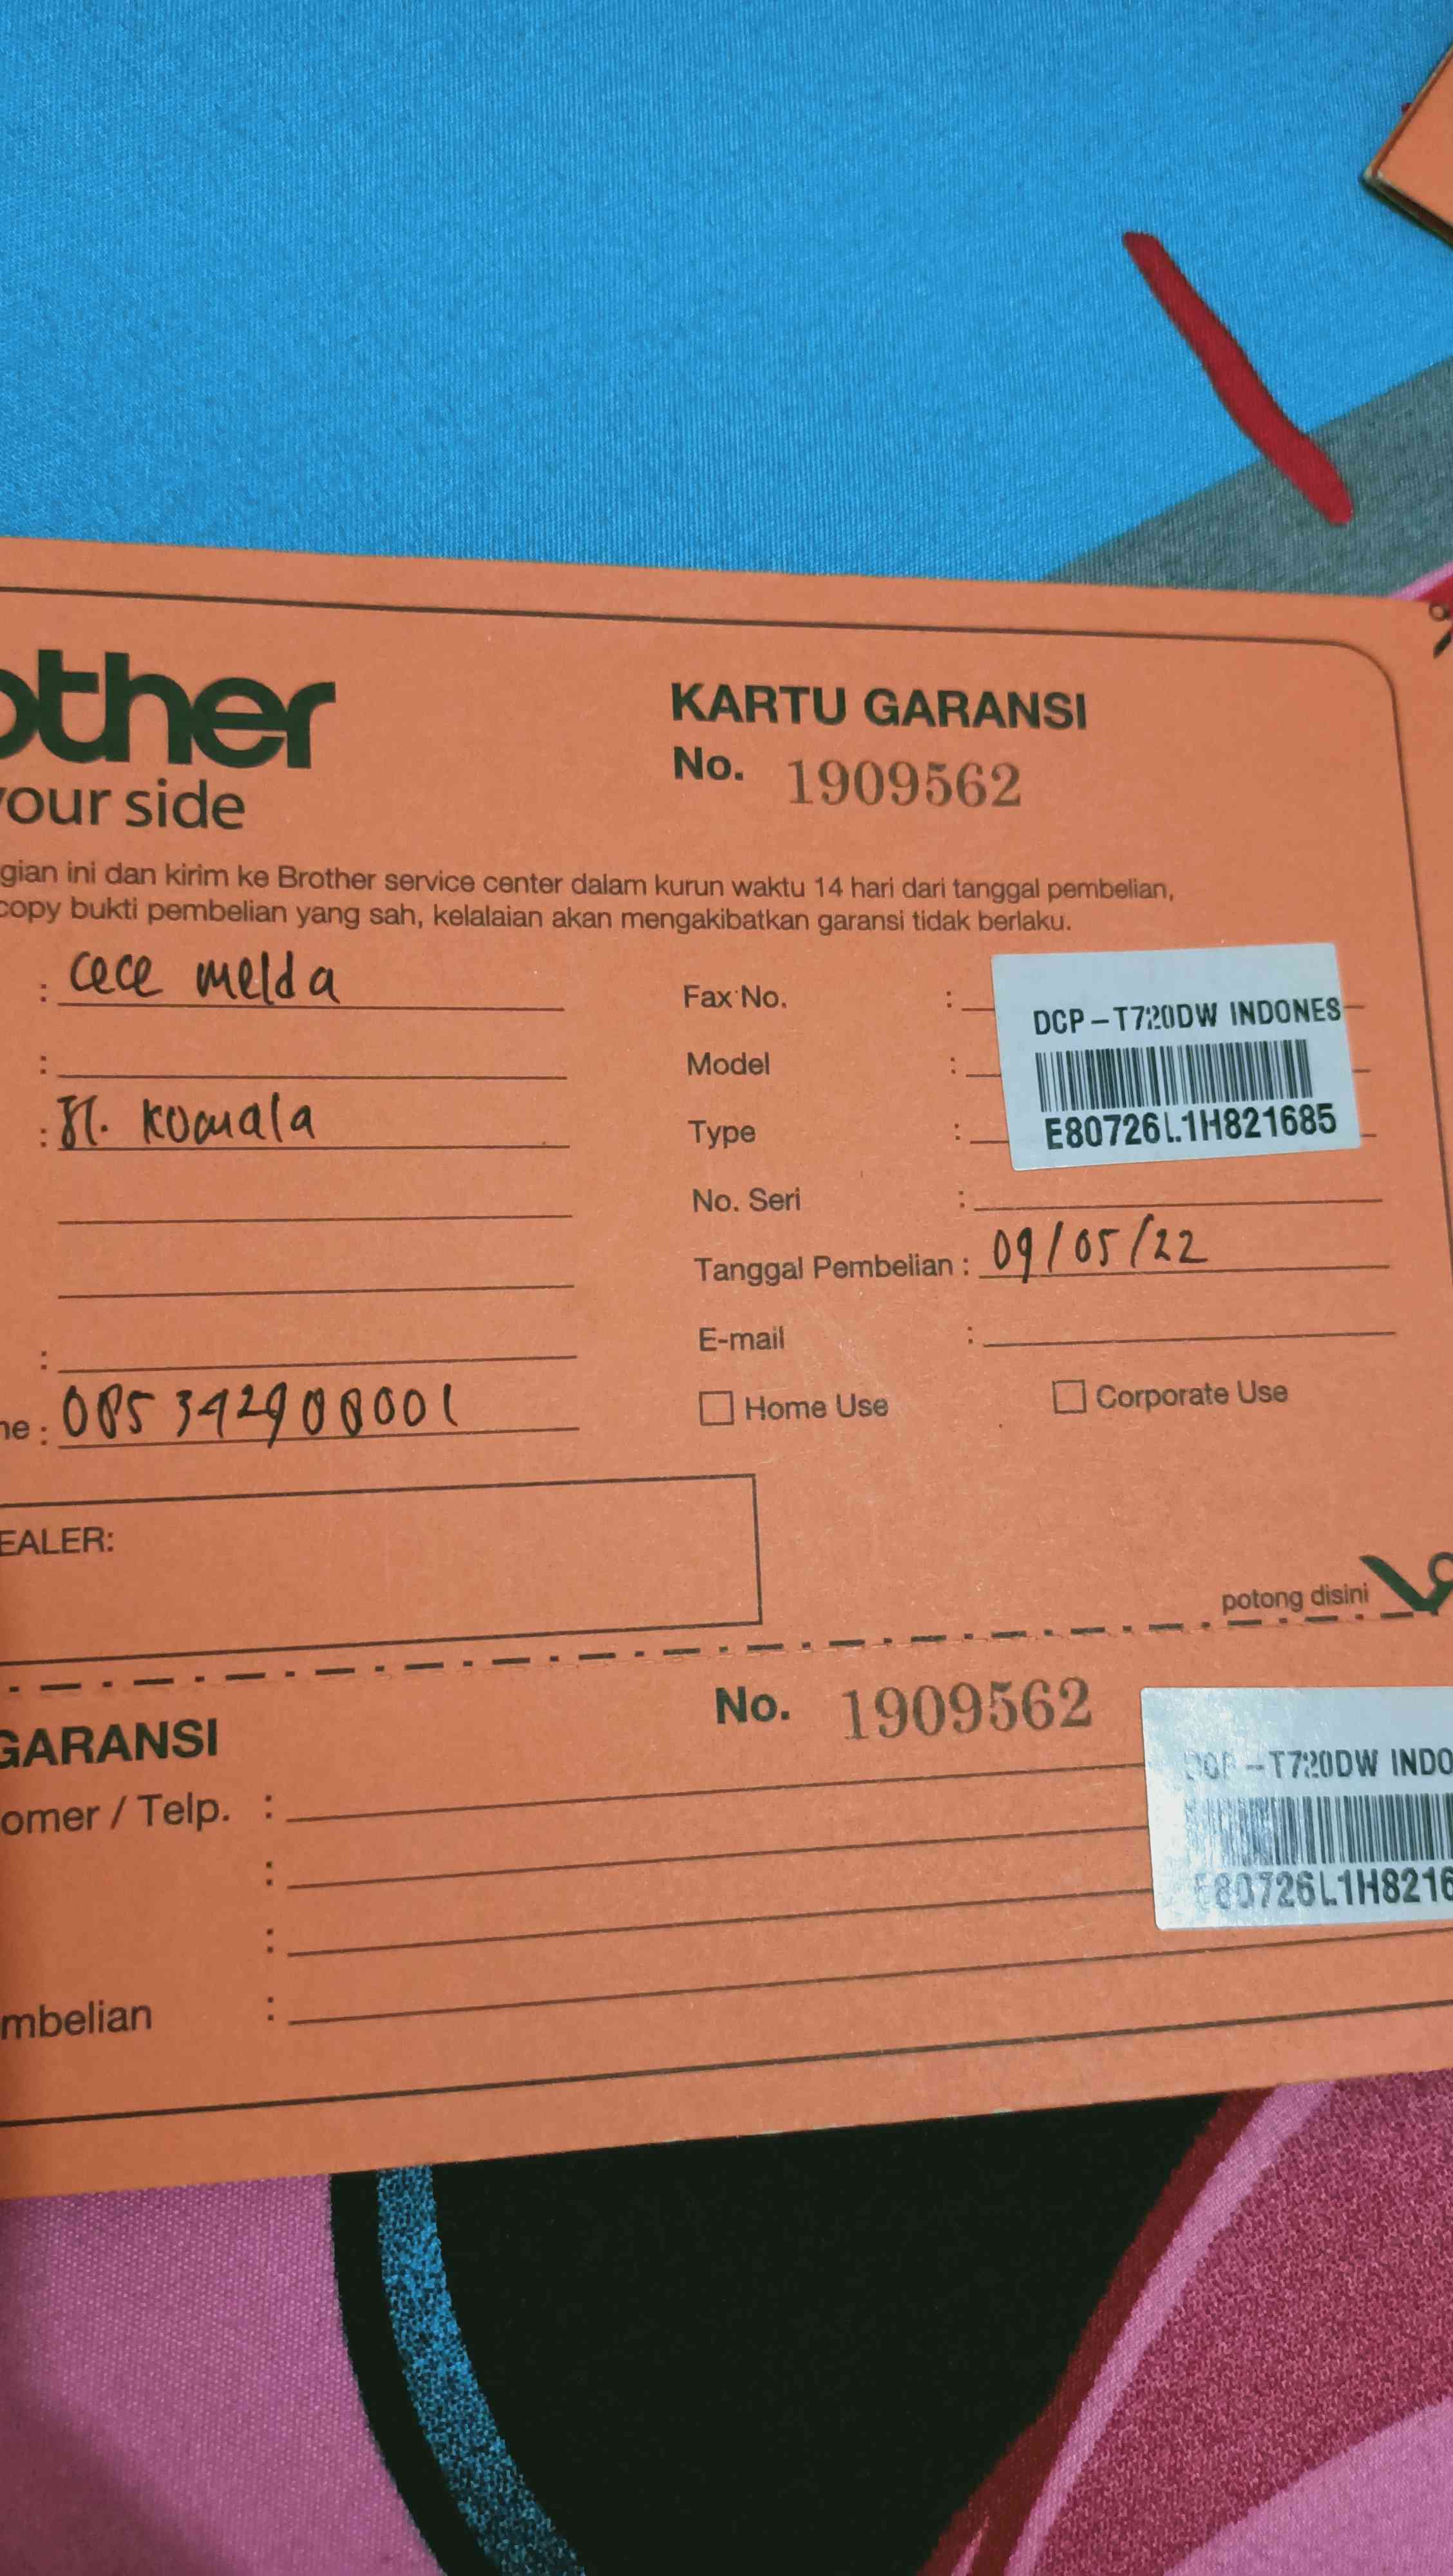 other
your side
KARTU GARANSI
No. 1909562
gian ini dan kirim ke Brother service center dalam kurun waktu 14 hari dari tanggal pembelian,
copy bukti pembelian yang sah, kelalaian akan mengakibatkan garansi tidak berlaku.
: cece melda
:
: Jl. Komala
:
ne : 085342900001
Fax No. :
Model :
Type :
No. Seri :
Tanggal Pembelian : 09/05/22
E-mail :
Home Use
Corporate Use
DCP-T720DW INDONES
E80726L1H821685
EALER:
potong disini
GARANSI
No. 1909562
omer / Telp. :
:
:
mbelian :
DCP-T720DW INDO
E80726L1H8216